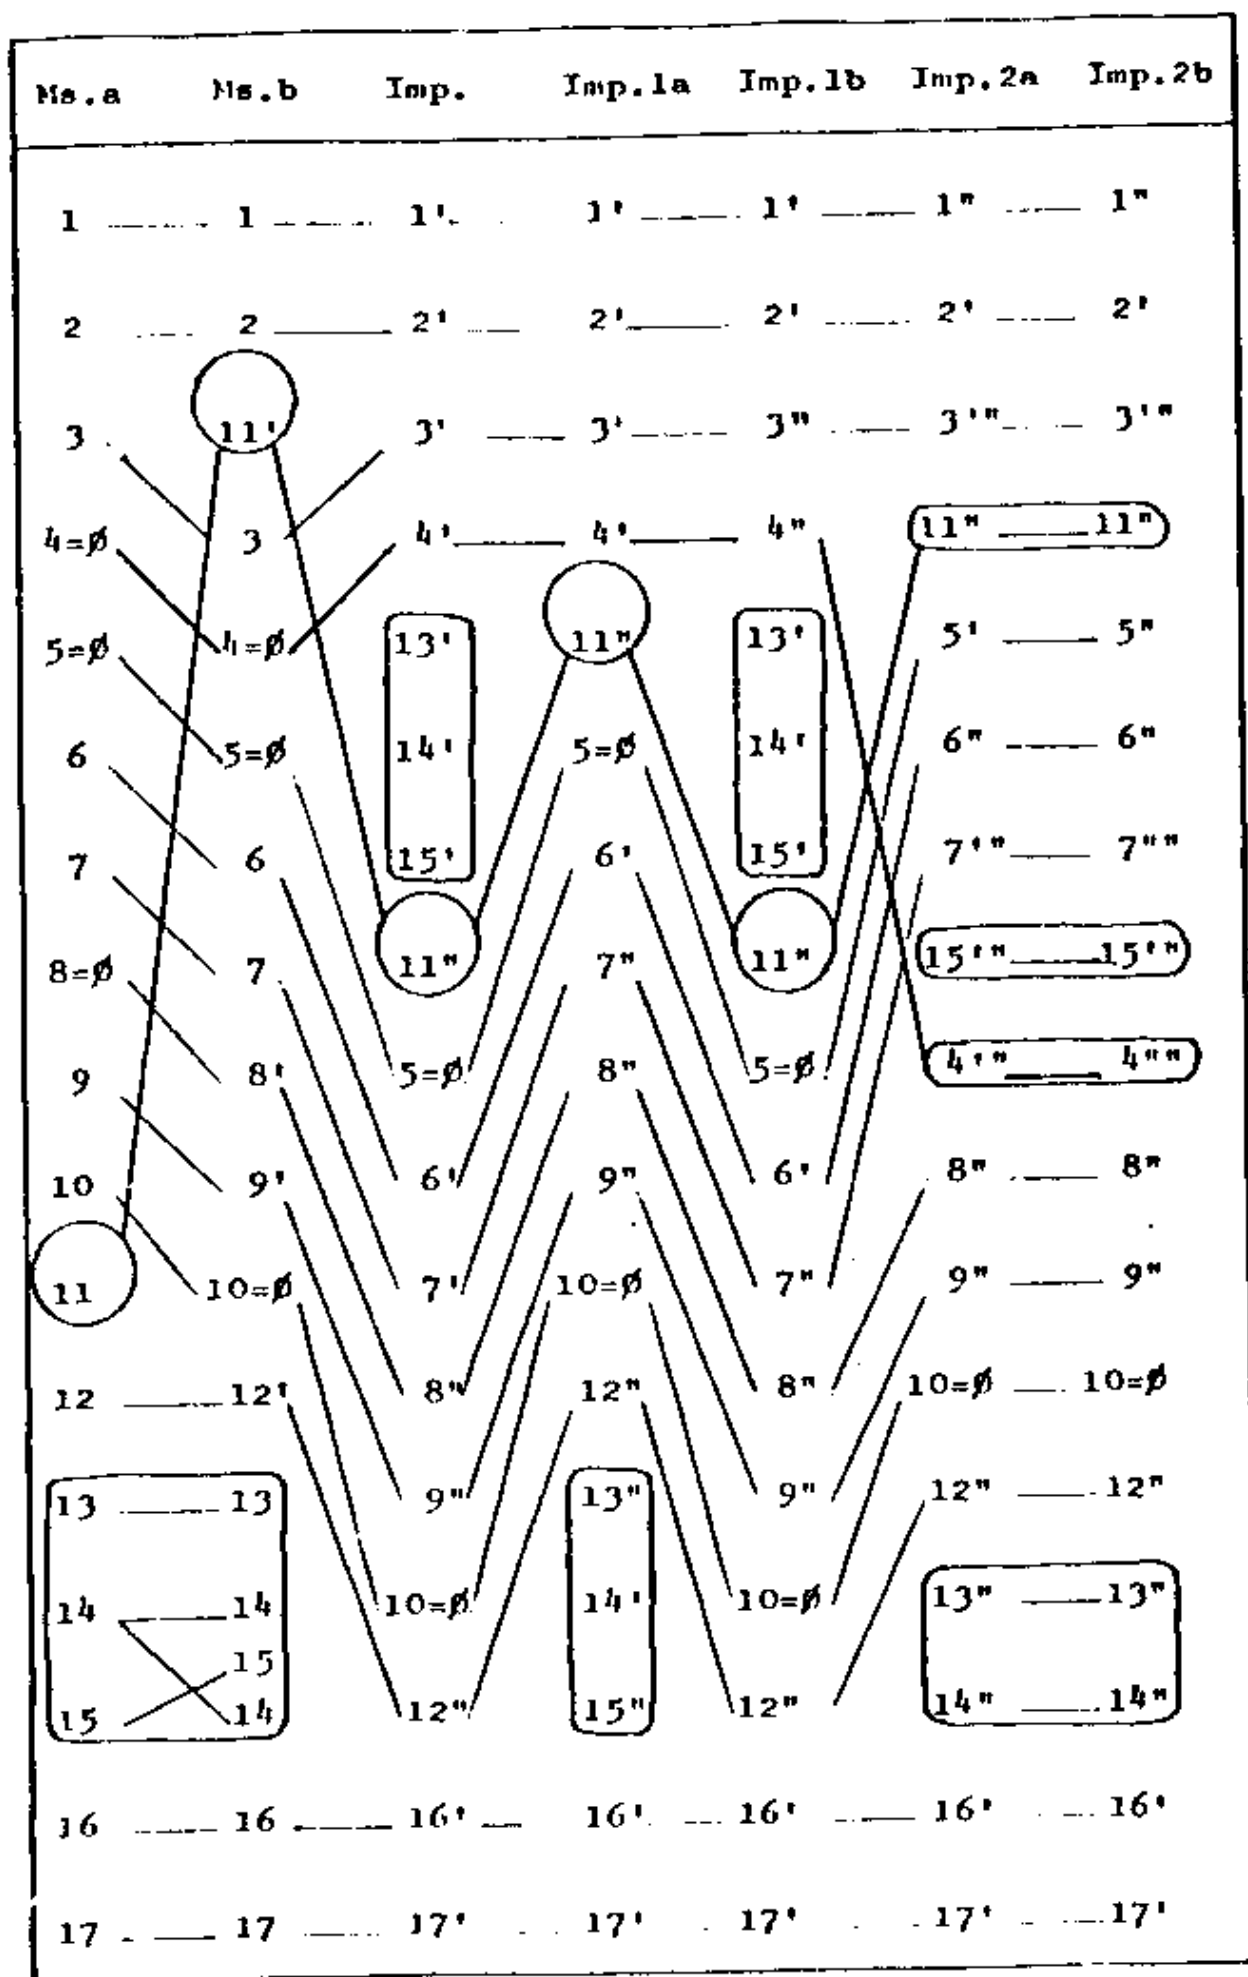 Ms.a Ms.b Imp. Imp.1a Imp.1b Imp.2a Imp.2b
1 1 1' 1' 1' 1" 1"
2 2 2' 2' 2' 2' 2'
3 11' 3' 3' 3" 3'" 3'"
4=Ø 3 4' 4' 4" 11" 11"
5=Ø 4=Ø 13' 11" 13' 5' 5"
6 5=Ø 14' 5=Ø 14' 6" 6"
7 6 15' 6' 15' 7'" 7""
8=Ø 7 11" 7" 11" 15'" 15'"
9 8' 5=Ø 8" 5=Ø 4'" 4""
10 9' 6' 9" 6' 8" 8"
11 10=Ø 7' 10=Ø 7" 9" 9"
12 12' 8" 12" 8" 10=Ø 10=Ø
13 13 9" 13" 9" 12" 12"
14 14 10=Ø 14' 10=Ø 13" 13"
15
15 14 12" 15" 12" 14" 14"
16 16 16' 16' 16' 16' 16'
17 17 17' 17' 17' 17' 17'